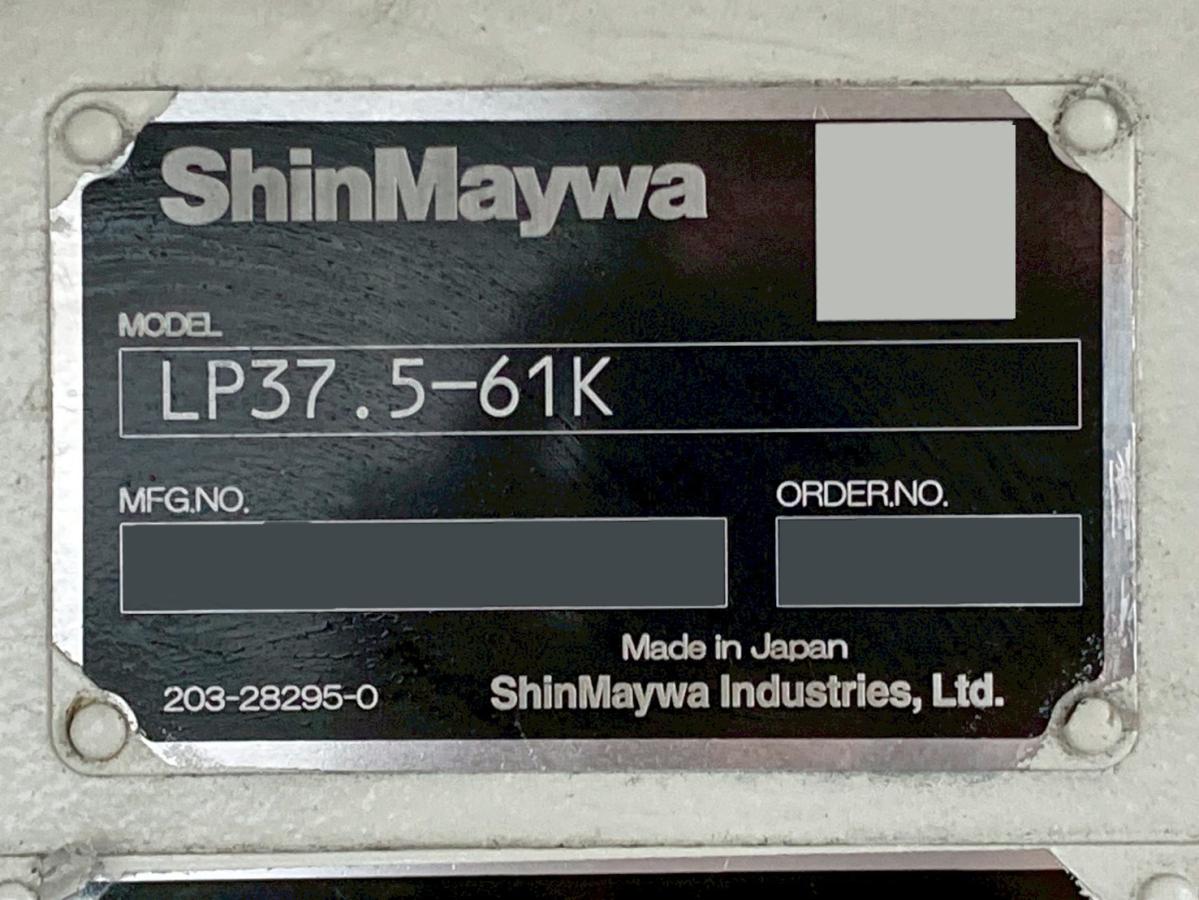 ShinMaywa
MODEL
LP37.5-61K
MFG.NO.
ORDER.NO.
Made in Japan
203-28295-0
ShinMaywa Industries, Ltd.